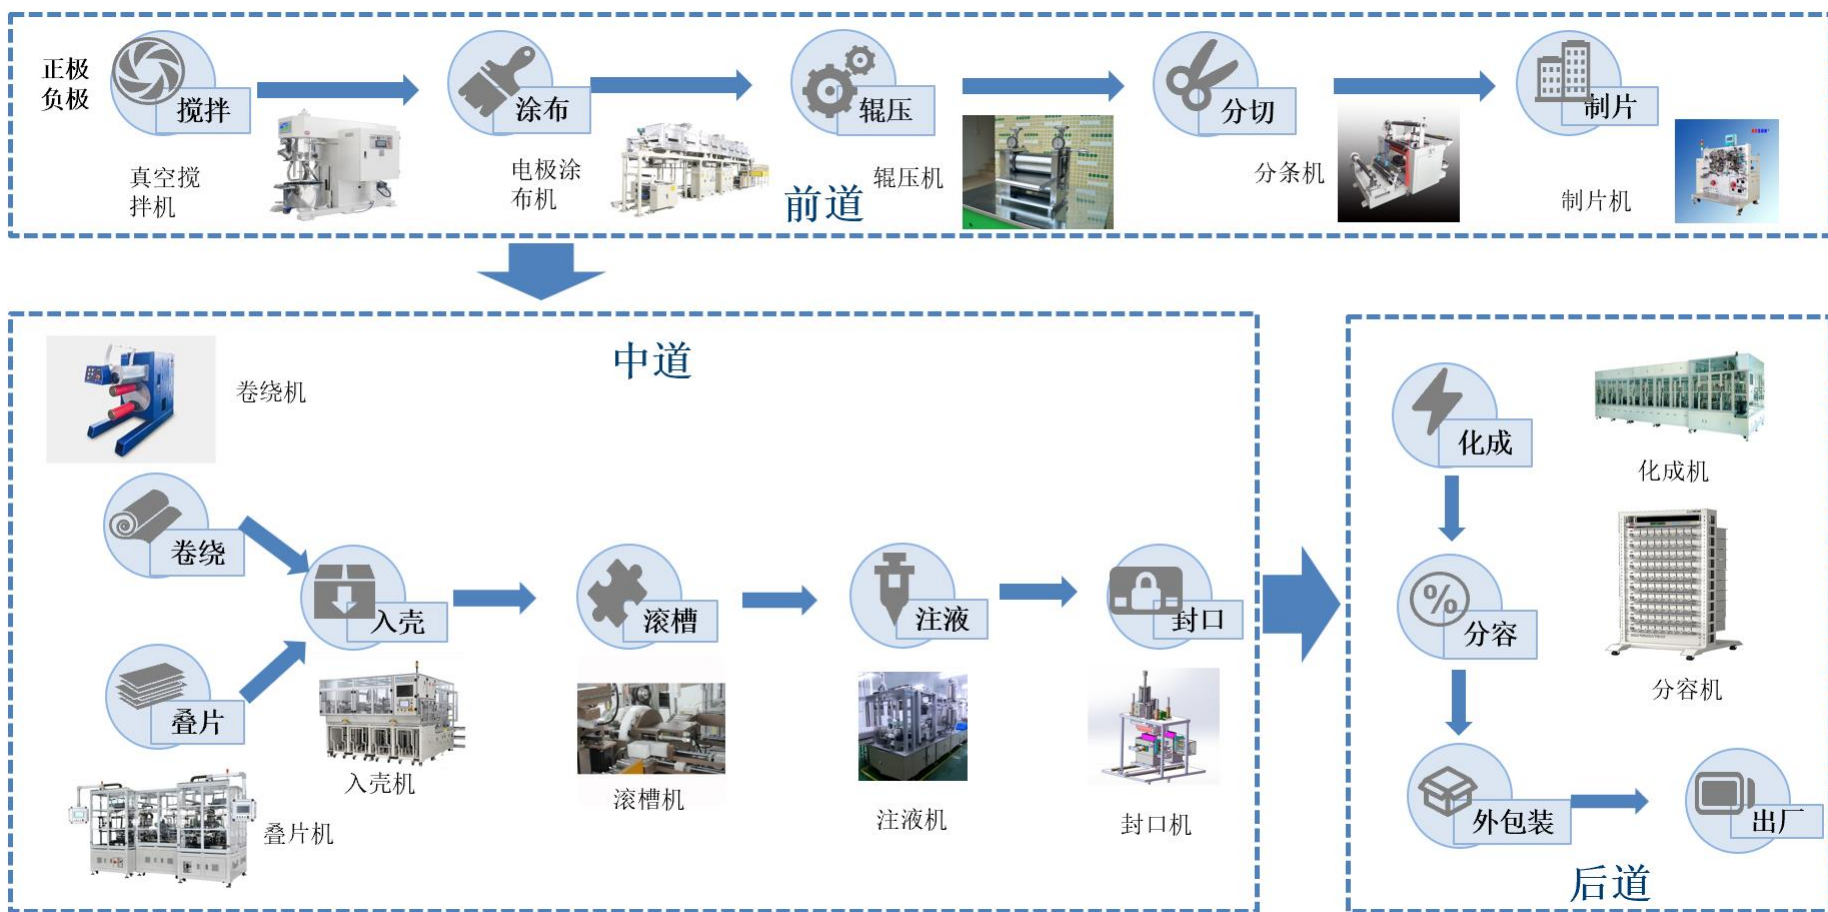 正极
负极
搅拌
涂布
辊压
分切
制片
真空搅
拌机
电极涂
布机
辊压机
分条机
制片机
前道
中道
卷绕机
卷绕
叠片
入壳
滚槽
注液
封口
叠片机
入壳机
滚槽机
注液机
封口机
化成
化成机
分容
分容机
外包装
出厂
后道